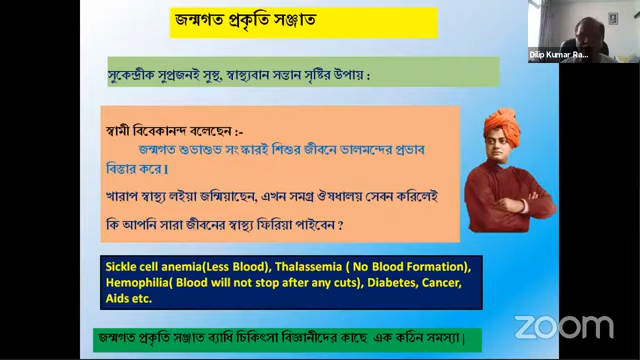 জন্মগত প্রকৃতি সঞ্জাত
Dilip Kumar Ra...
সুকেন্দ্রীক সুপ্রজনই সুস্থ, স্বাস্থ্যবান সন্তান সৃষ্টির উপায় :
স্বামী বিবেকানন্দ বলেছেন :-
জন্মগত শুভাশুভ সংস্কারই শিশুর জীবনে ভালমন্দের প্রভাব
বিস্তার করে I
খারাপ স্বাস্থ্য লইয়া জন্মিয়াছেন, এখন সমগ্র ঔষধালয় সেবন করিলেই
কি আপনি সারা জীবনের স্বাস্থ্য ফিরিয়া পাইবেন ?
Sickle cell anemia(Less Blood), Thalassemia ( No Blood Formation),
Hemophilia( Blood will not stop after any cuts), Diabetes, Cancer,
Aids etc.
জন্মগত প্রকৃতি সঞ্জাত ব্যাধি চিকিৎসা বিজ্ঞানীদের কাছে এক কঠিন সমস্যা|
zoom